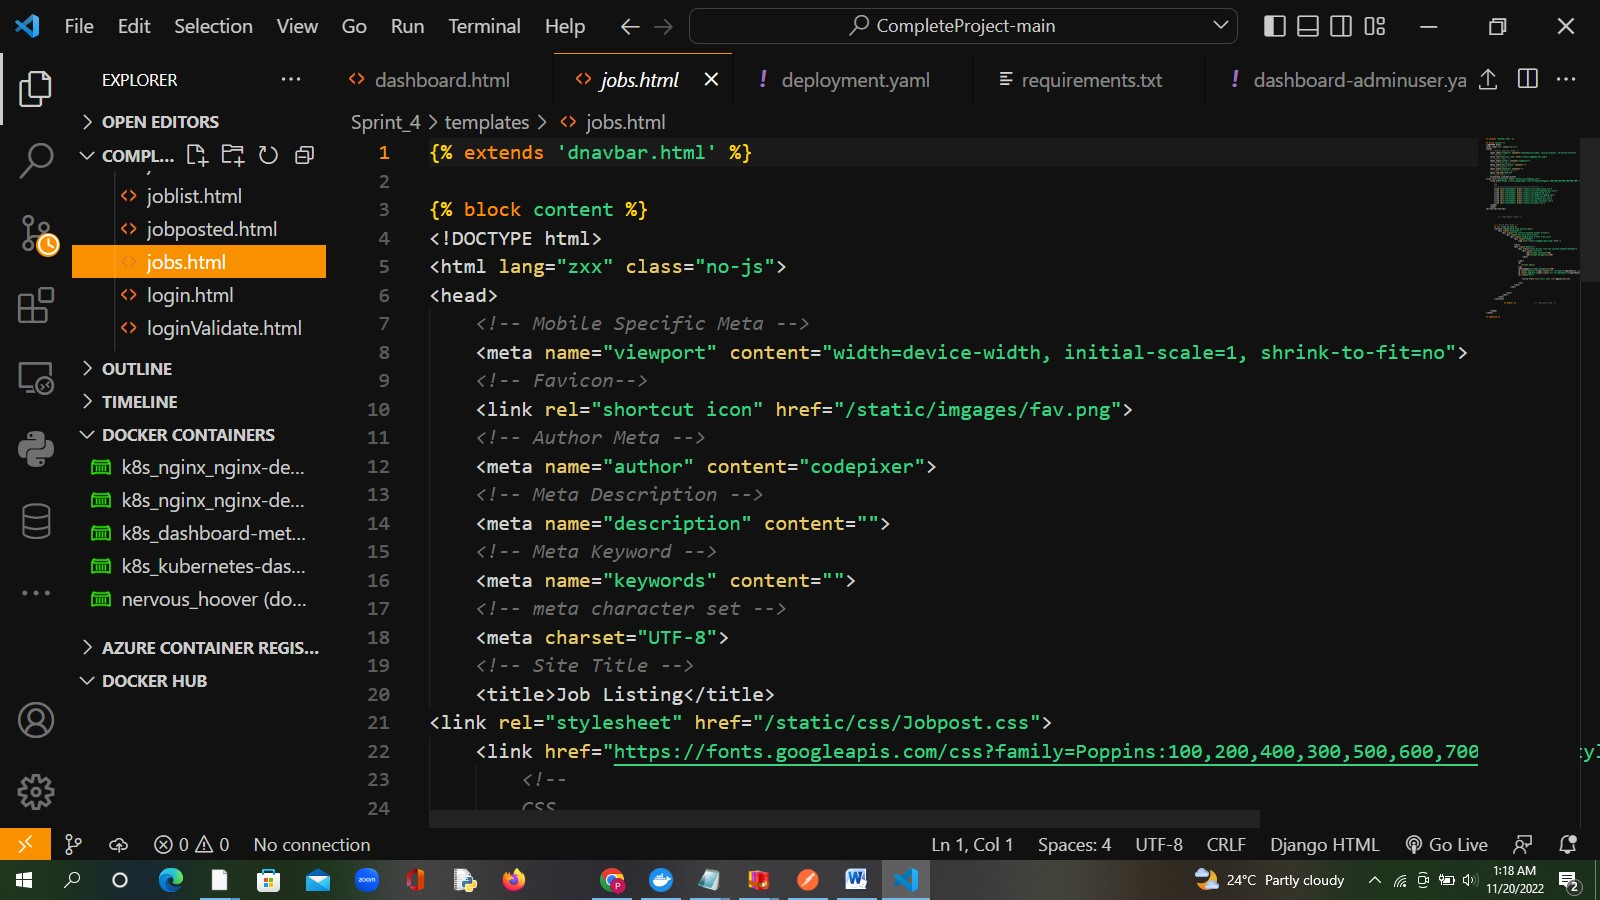 File Edit Selection View Go Run Terminal Help CompleteProject-main
EXPLORER
dashboard.html jobs.html deployment.yaml requirements.txt dashboard-adminuser.ya
OPEN EDITORS
Sprint_4 > templates > jobs.html
COMPL...
joblist.html
jobposted.html
jobs.html
login.html
loginValidate.html
OUTLINE
TIMELINE
DOCKER CONTAINERS
k8s_nginx_nginx-de...
k8s_nginx_nginx-de...
k8s_dashboard-met...
k8s_kubernetes-das...
nervous_hoover (do...
AZURE CONTAINER REGIS...
DOCKER HUB
1 {% extends 'dnavbar.html' %}
2
3 {% block content %}
4 <!DOCTYPE html>
5 <html lang="zxx" class="no-js">
6 <head>
7 <!-- Mobile Specific Meta -->
8 <meta name="viewport" content="width=device-width, initial-scale=1, shrink-to-fit=no">
9 <!-- Favicon-->
10 <link rel="shortcut icon" href="/static/imgages/fav.png">
11 <!-- Author Meta -->
12 <meta name="author" content="codepixer">
13 <!-- Meta Description -->
14 <meta name="description" content="">
15 <!-- Meta Keyword -->
16 <meta name="keywords" content="">
17 <!-- meta character set -->
18 <meta charset="UTF-8">
19 <!-- Site Title -->
20 <title>Job Listing</title>
21 <link rel="stylesheet" href="/static/css/Jobpost.css">
22 <link href="https://fonts.googleapis.com/css?family=Poppins:100,200,400,300,500,600,700
23 <!--
24 CSS
0 0 No connection Ln 1, Col 1 Spaces: 4 UTF-8 CRLF Django HTML Go Live
zoom
24°C Partly cloudy
1:18 AM
11/20/2022
2